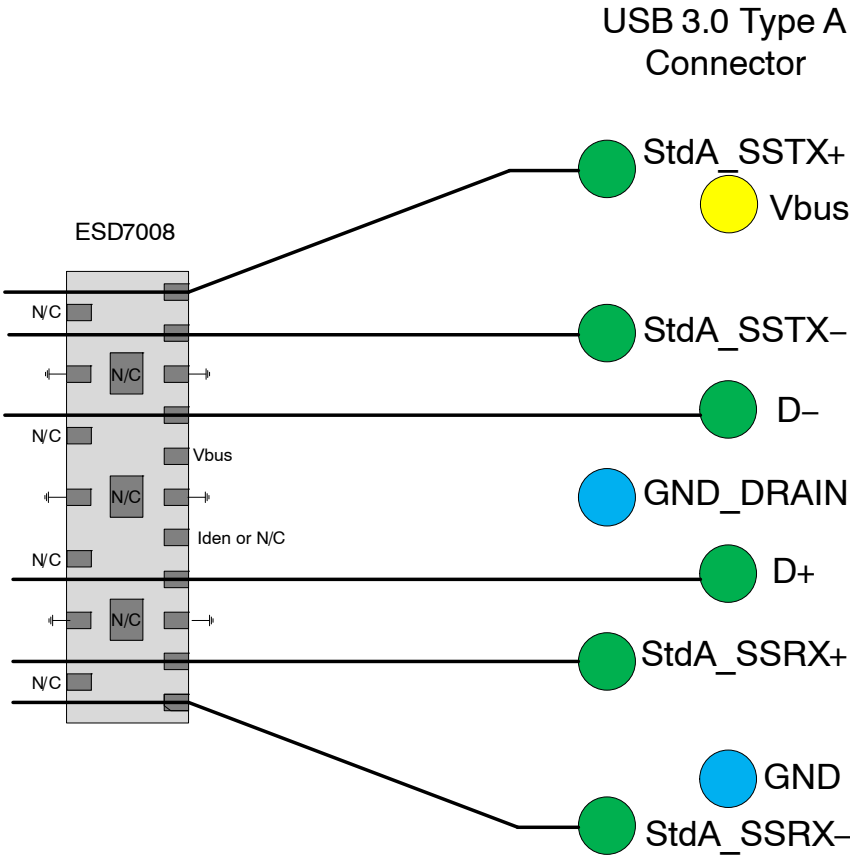 USB 3.0 Type A
Connector
StdA_SSTX+
Vbus
ESD7008
N/C
StdA_SSTX−
N/C
D−
N/C
Vbus
N/C
GND_DRAIN
Iden or N/C
N/C
D+
N/C
StdA_SSRX+
N/C
GND
StdA_SSRX−